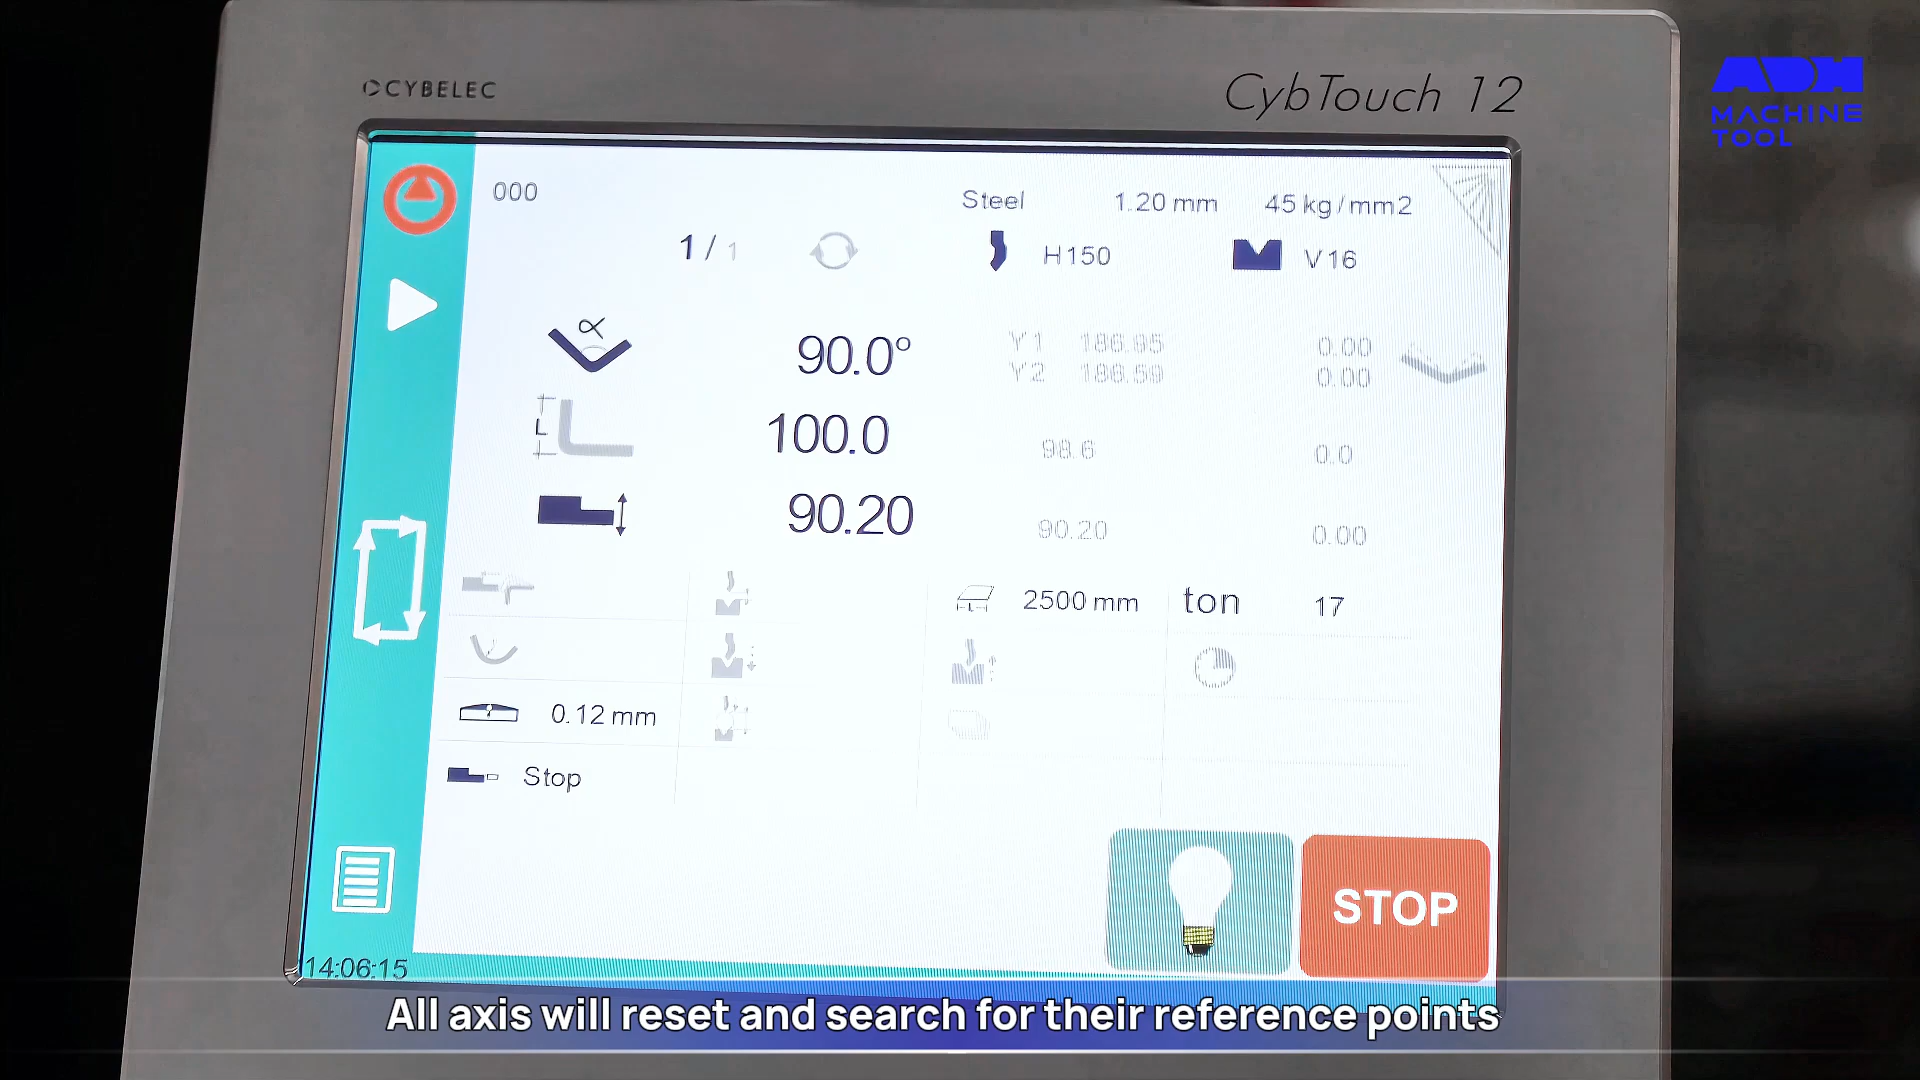 CYBELEC
CybTouch 12
ADH
MACHINE
TOOL
000
Steel 1.20 mm 45 kg/mm2
1 / 1 H150 V16
α 90.0° Y1 186.95 0.00
Y2 186.59 0.00
L 100.0 98.6 0.0
90.20 90.20 0.00
L 2500 mm ton 17
0.12 mm
Stop
STOP
14:06:15
All axis will reset and search for their reference points